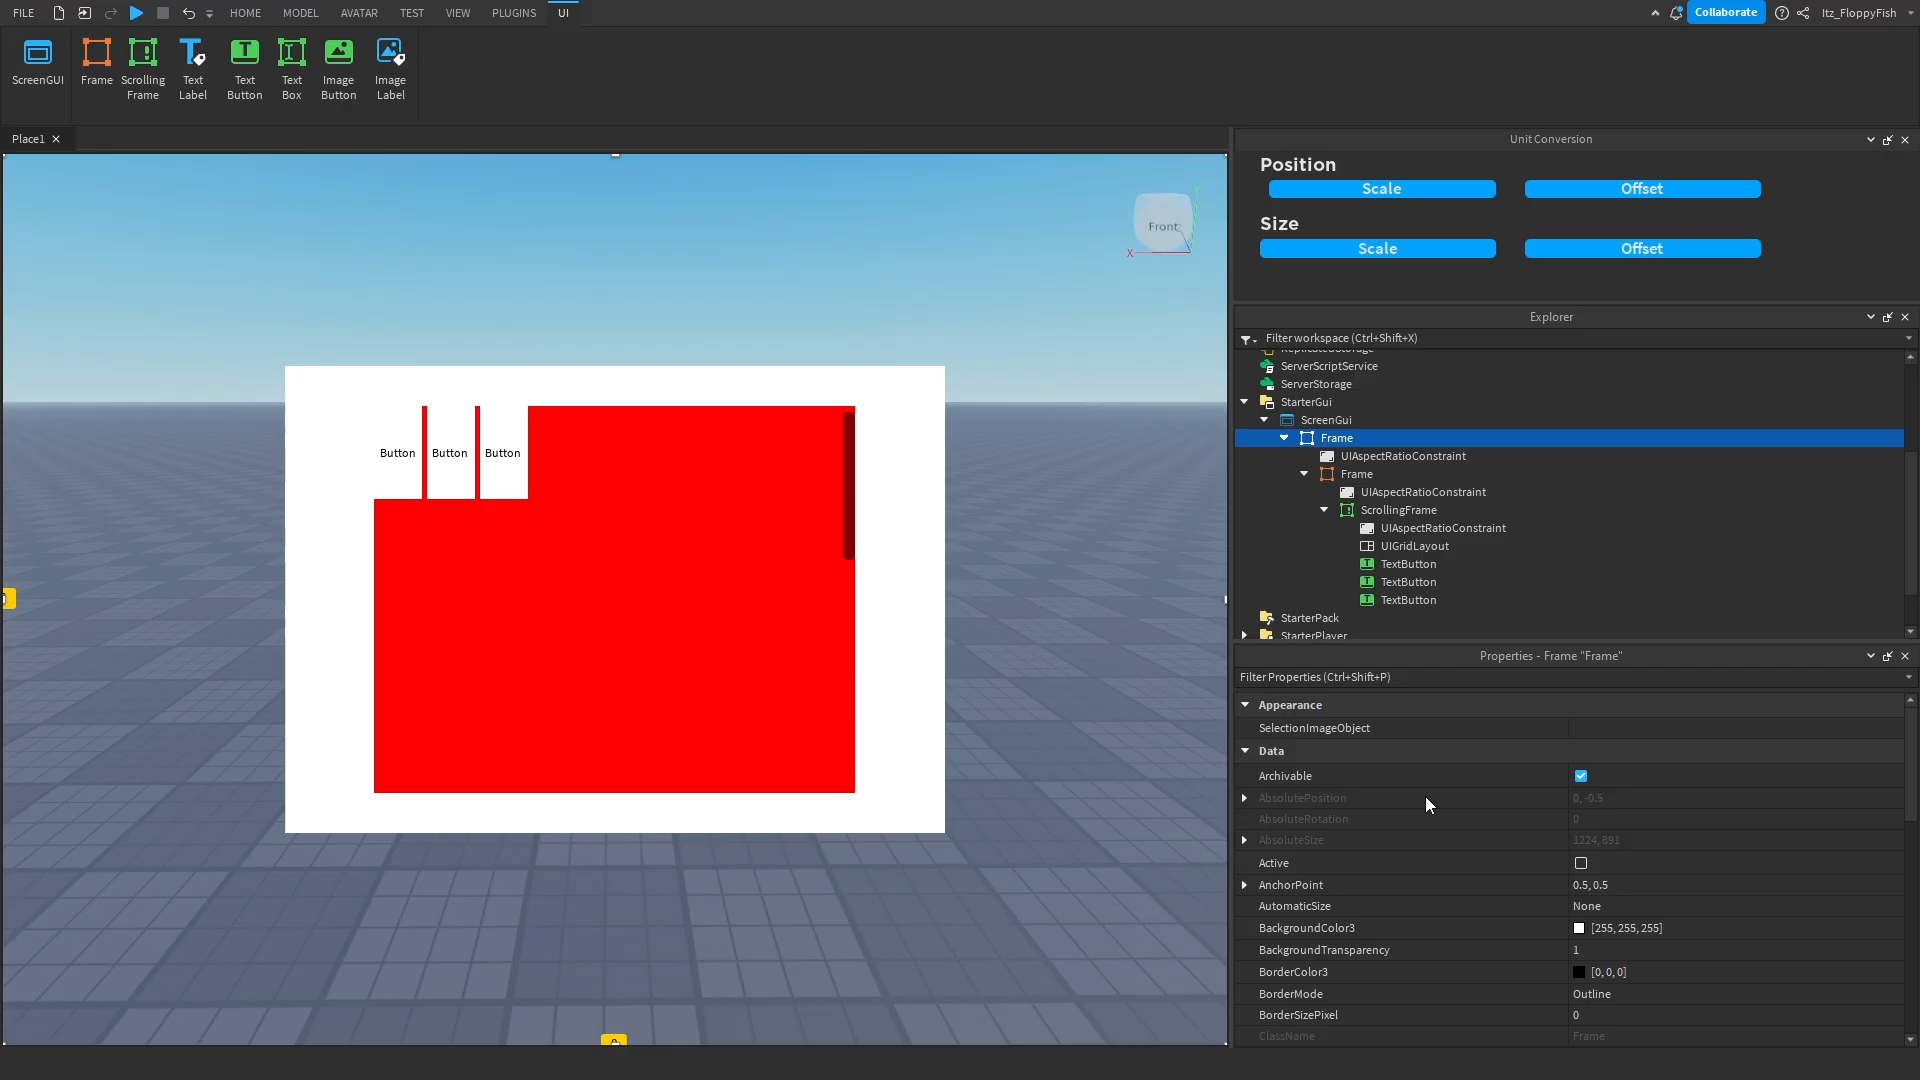 FILE HOME MODEL AVATAR TEST VIEW PLUGINS UI Collaborate Itz_FloppyFish
ScreenGUI
Frame
Scrolling
Frame
Text
Label
Text
Button
Text
Box
Image
Button
Image
Label
Place1
Front
X
Y
Button Button Button
Unit Conversion
Position
Scale Offset
Size
Scale Offset
Explorer
Filter workspace (Ctrl+Shift+X)
ReplicatedStorage
ServerScriptService
ServerStorage
StarterGui
ScreenGui
Frame
UIAspectRatioConstraint
Frame
UIAspectRatioConstraint
ScrollingFrame
UIAspectRatioConstraint
UIGridLayout
TextButton
TextButton
TextButton
StarterPack
StarterPlayer
Properties - Frame "Frame"
Filter Properties (Ctrl+Shift+P)
Appearance
SelectionImageObject
Data
Archivable
AbsolutePosition 0, -0.5
AbsoluteRotation 0
AbsoluteSize 1224, 891
Active
AnchorPoint 0.5, 0.5
AutomaticSize None
BackgroundColor3 [255, 255, 255]
BackgroundTransparency 1
BorderColor3 [0, 0, 0]
BorderMode Outline
BorderSizePixel 0
ClassName Frame